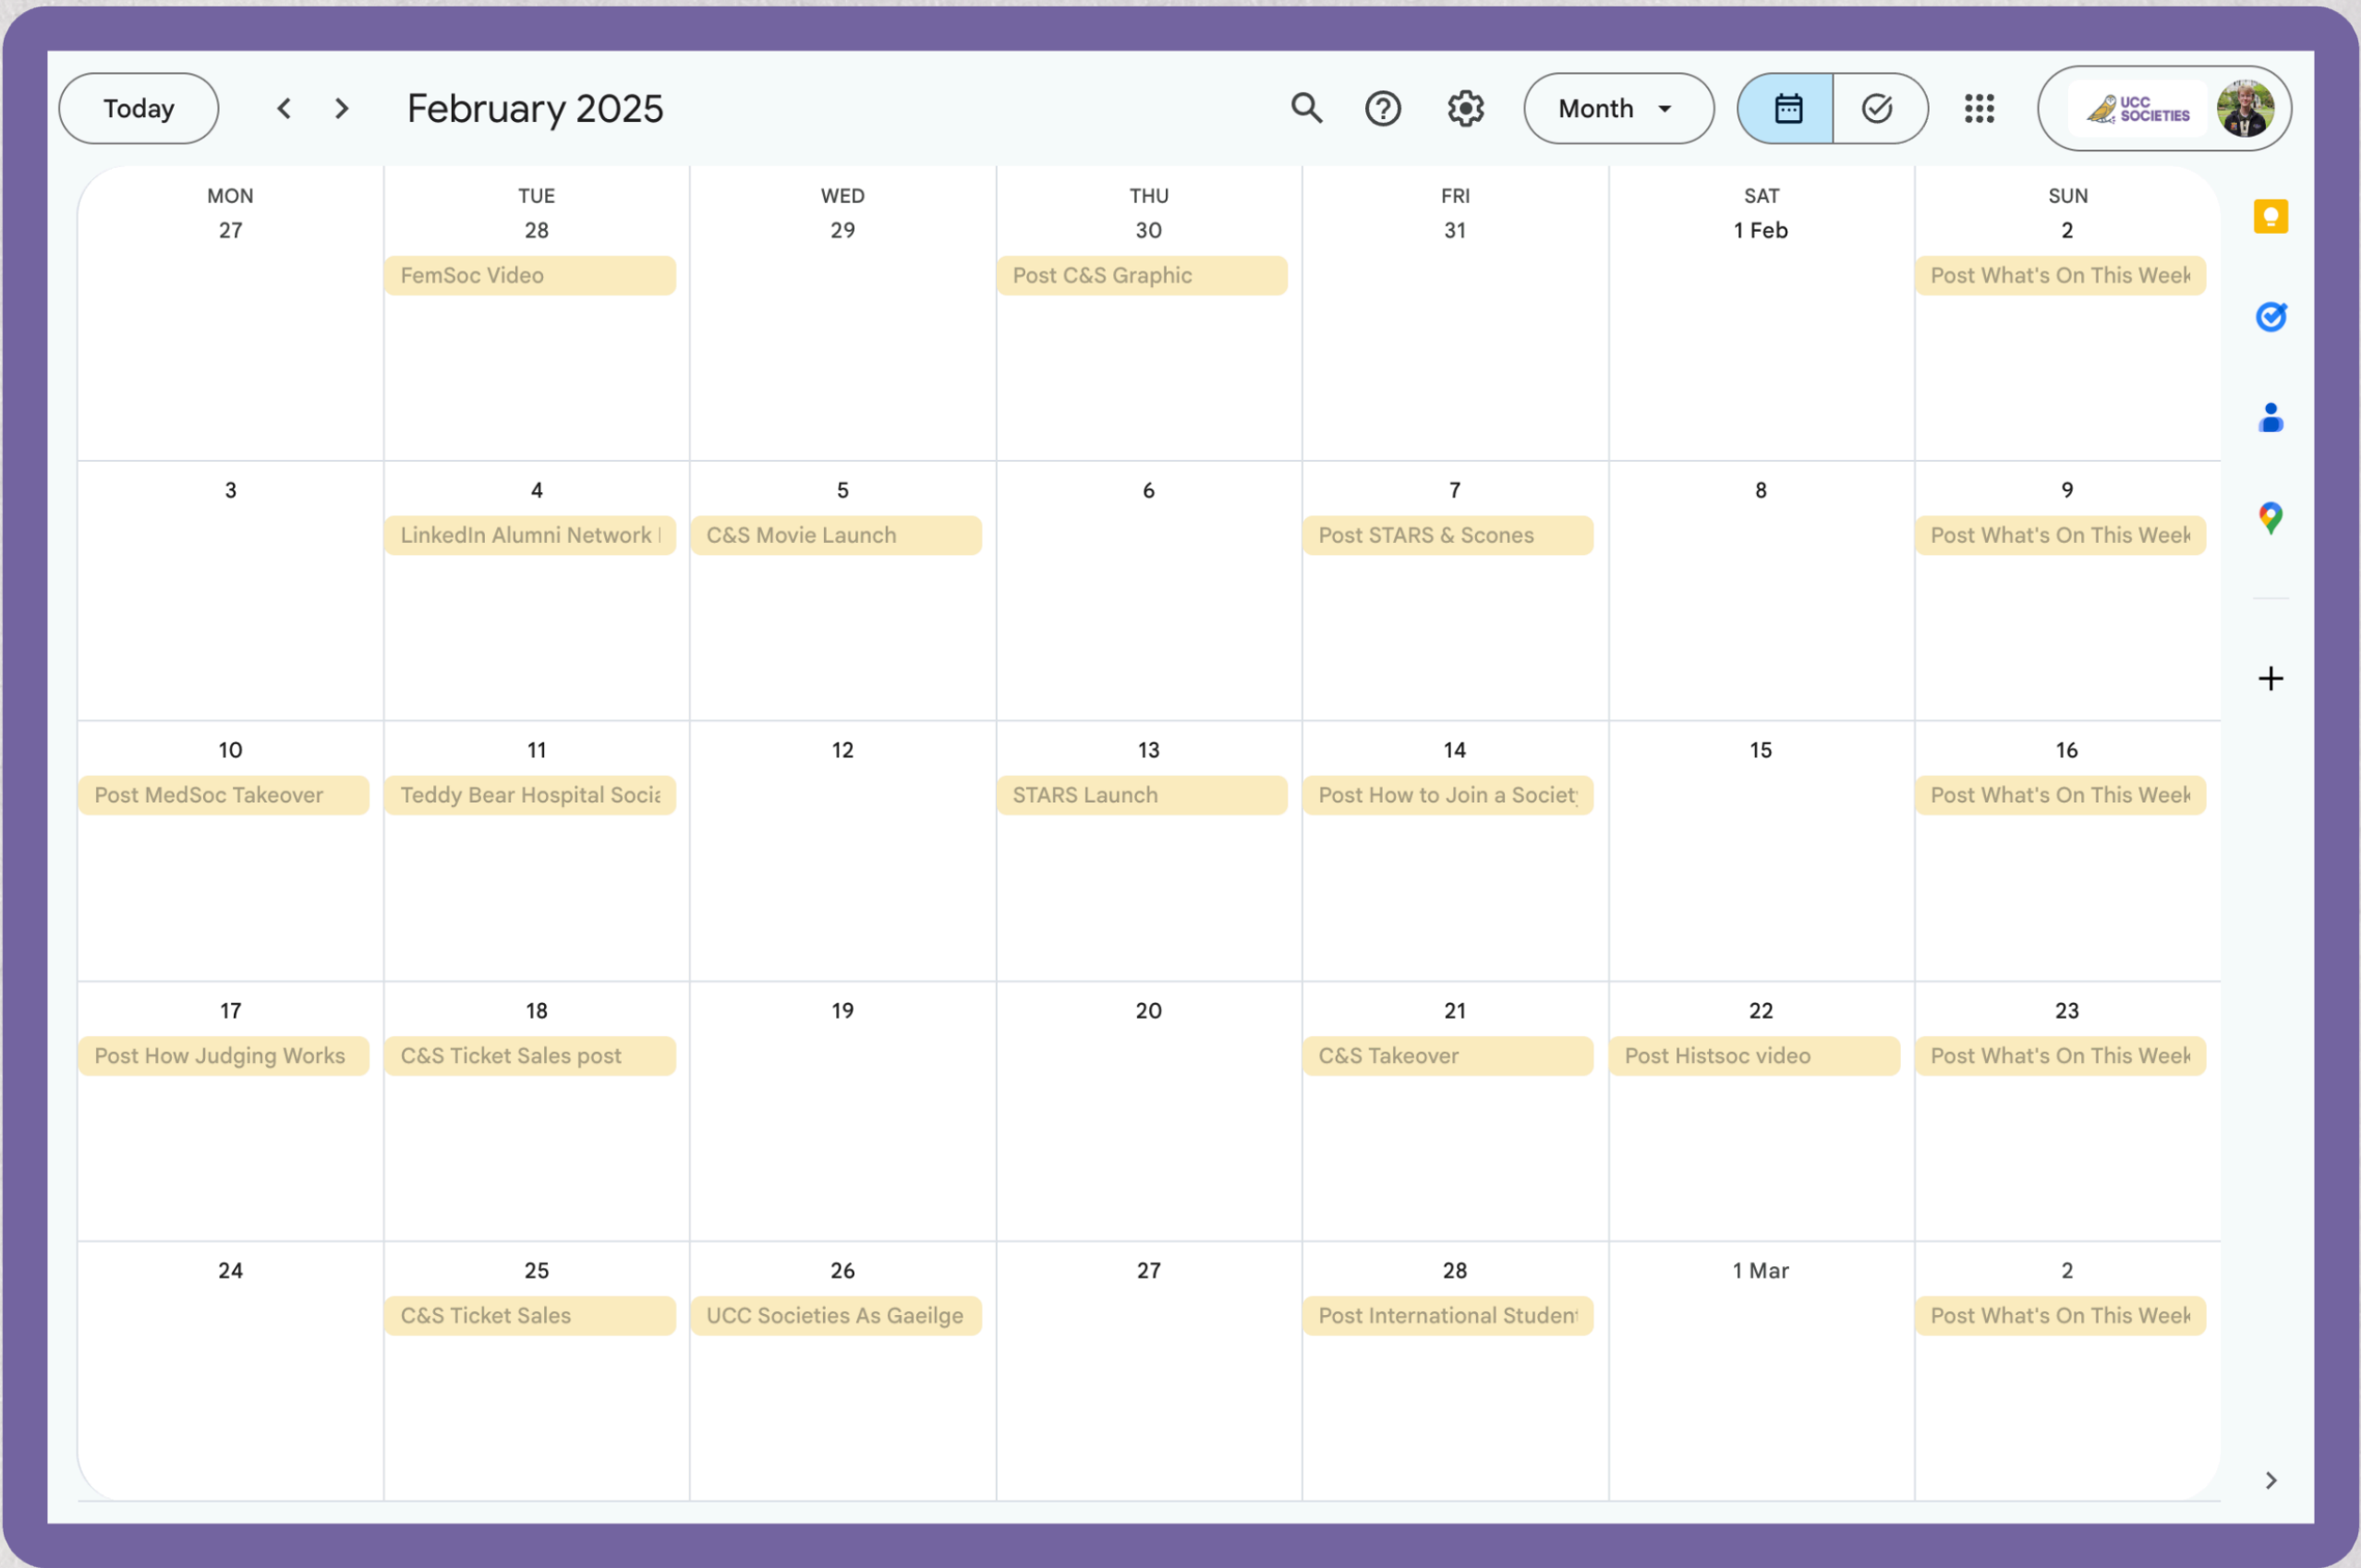 Today
February 2025
Month
UCC
SOCIETIES
MON
TUE
WED
THU
FRI
SAT
SUN
27
28
29
30
31
1 Feb
2
FemSoc Video
Post C&S Graphic
Post What's On This Week
3
4
5
6
7
8
9
LinkedIn Alumni Network
C&S Movie Launch
Post STARS & Scones
Post What's On This Week
10
11
12
13
14
15
16
Post MedSoc Takeover
Teddy Bear Hospital
STARS Launch
Post How to Join a
Post What's On This Week
17
18
19
20
21
22
23
Post How Judging Works
C&S Ticket Sales post
C&S Takeover
Post Histsoc video
Post What's On This Week
24
25
26
27
28
1 Mar
2
C&S Ticket Sales
UCC Societies As Gaeilge
Post International Student
Post What's On This Week